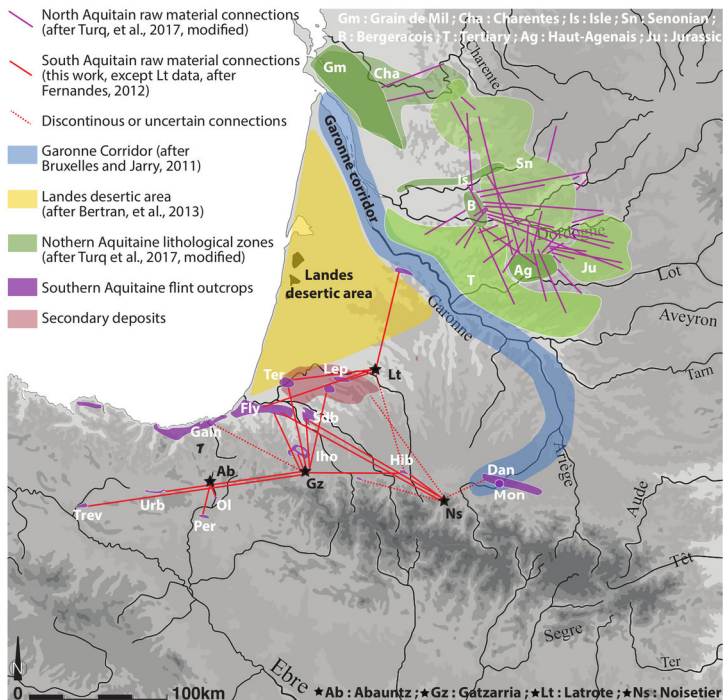 North Aquitain raw material connections
(after Turq, et al., 2017, modified)
South Aquitain raw material connections
(this work, except Lt data, after
Fernandes, 2012)
Discontinous or uncertain connections
Garonne Corridor (after
Bruxelles and Jarry, 2011)
Landes desertic area
(after Bertran, et al., 2013)
Nothern Aquitaine lithological zones
(after Turq et al., 2017, modified)
Southern Aquitaine flint outcrops
Secondary deposits
Gm : Grain de Mil ; Cha : Charentes ; Is : Isle ; Sn : Senonian ;
B : Bergeracois ; T : Tertiary ; Ag : Haut-Agenais ; Ju : Jurassic
Gm
Cha
Charente
Garonne corridor
Sn
Is
B
Dordogne
Ag
Ju
T
Lot
Landes
desertic area
Garonne
Aveyron
Tarn
Ter
Lep
Lt
Fly
Sdb
Gain
Iho
Hib
Ariège
Ab
Gz
Dan
Mon
Aude
Urb
Ol
Trev
Per
Ns
Têt
Segre
Ter
Ebre
N
0
100km
★Ab : Abauntz ; ★Gz : Gatzarria ; ★Lt : Latrote ; ★Ns : Noisetier